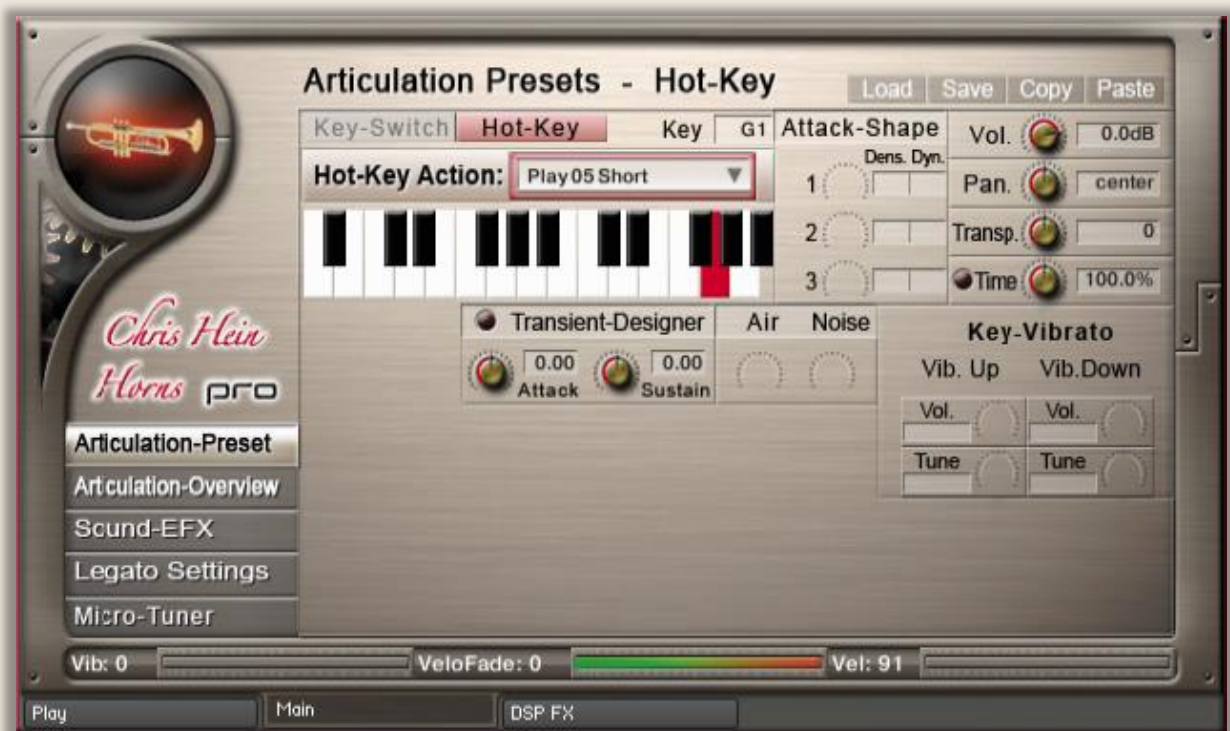 Articulation Presets - Hot-Key
Load Save Copy Paste
Key-Switch Hot-Key Key G1
Attack-Shape
Dens. Dyn.
Vol. 0.0dB
Hot-Key Action: Play 05 Short
1
Pan. center
2
Transp. 0
3
Time 100.0%
Transient-Designer
0.00 Attack
0.00 Sustain
Air Noise
Key-Vibrato
Vib. Up Vib.Down
Vol. Vol.
Tune Tune
Chris Hein
Horns pro
Articulation-Preset
Articulation-Overview
Sound-EFX
Legato Settings
Micro-Tuner
Vib: 0 VeloFade: 0 Vel: 91
Play Main DSP FX